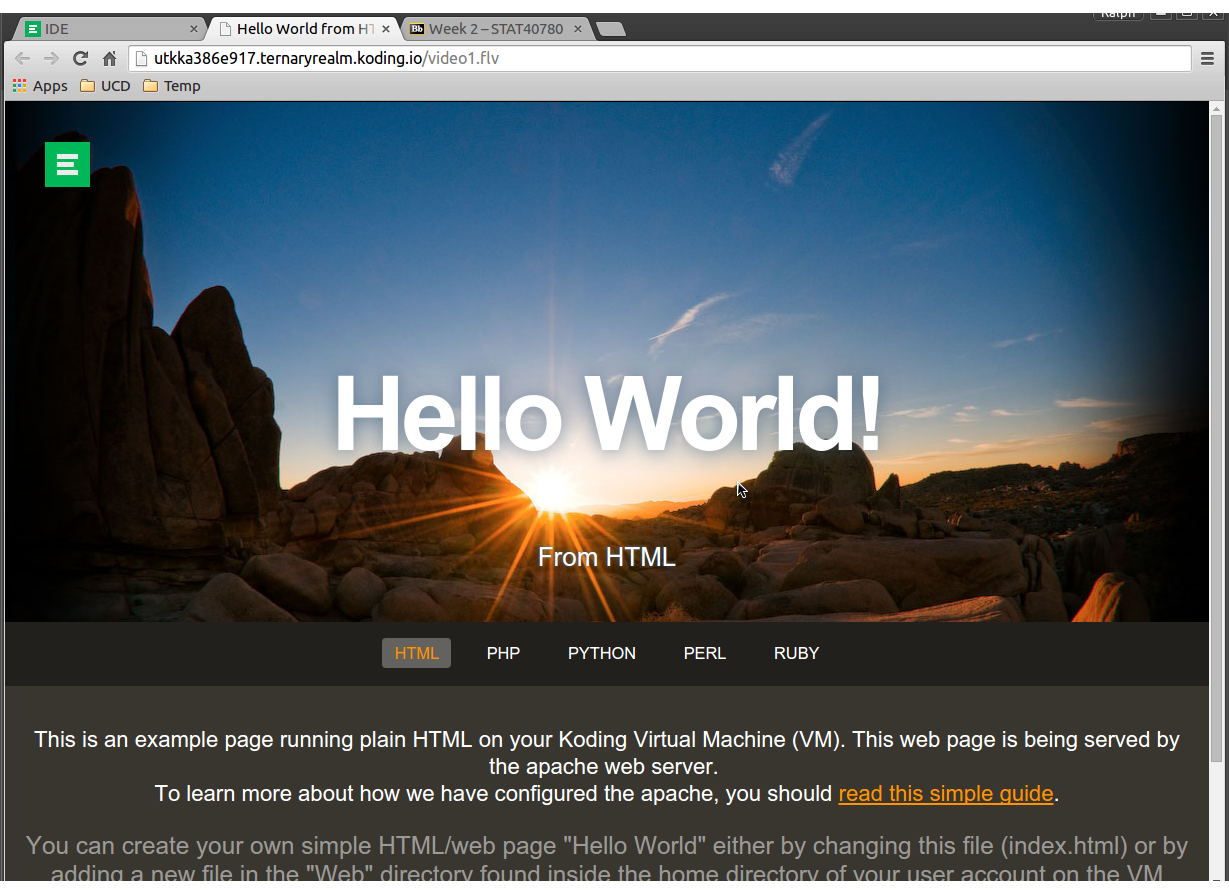 Ralph
IDE
Hello World from HT
Bb Week 2 – STAT40780
utkka386e917.ternaryrealm.koding.io/video1.flv
Apps UCD Temp
Hello World!
From HTML
HTML PHP PYTHON PERL RUBY
This is an example page running plain HTML on your Koding Virtual Machine (VM). This web page is being served by
the apache web server.
To learn more about how we have configured the apache, you should read this simple guide.
You can create your own simple HTML/web page "Hello World" either by changing this file (index.html) or by
adding a new file in the "Web" directory found inside the home directory of your user account on the VM